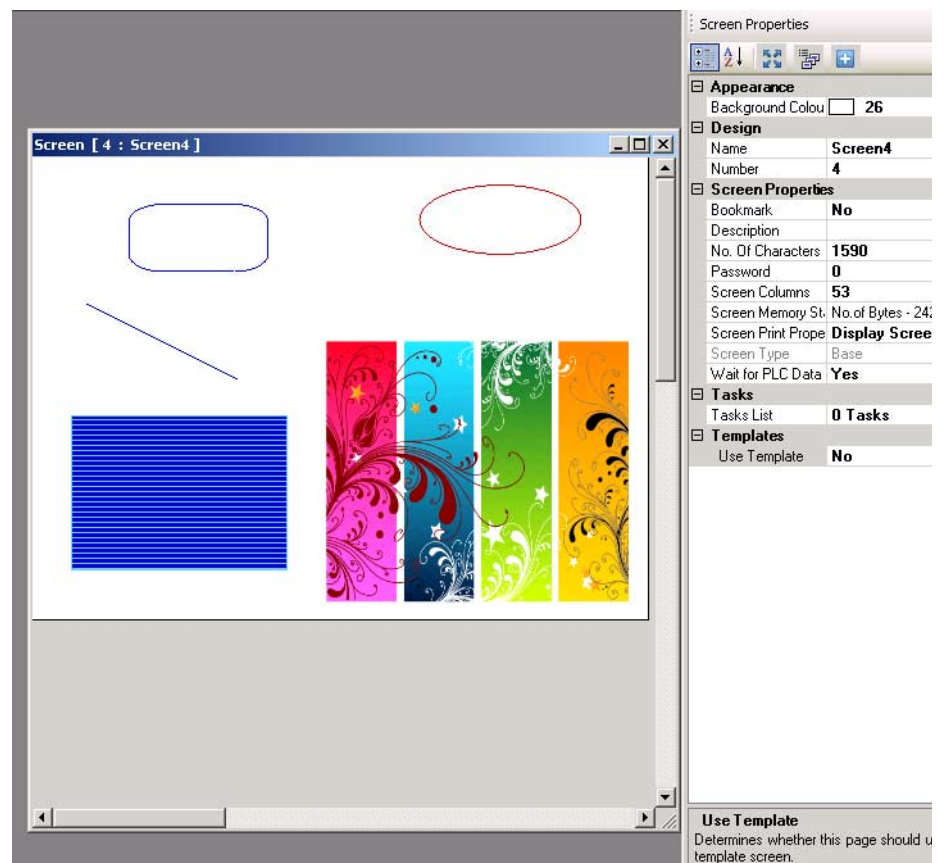 Screen Properties
Appearance
Background Colou 26
Design
Name Screen4
Number 4
Screen Properties
Bookmark No
Description
No. Of Characters 1590
Password 0
Screen Columns 53
Screen Memory St No.of Bytes - 242
Screen Print Prope Display Scree
Screen Type Base
Wait for PLC Data Yes
Tasks
Tasks List 0 Tasks
Templates
Use Template No
Use Template
Determines whether this page should u
template screen.
Screen [ 4 : Screen4 ]